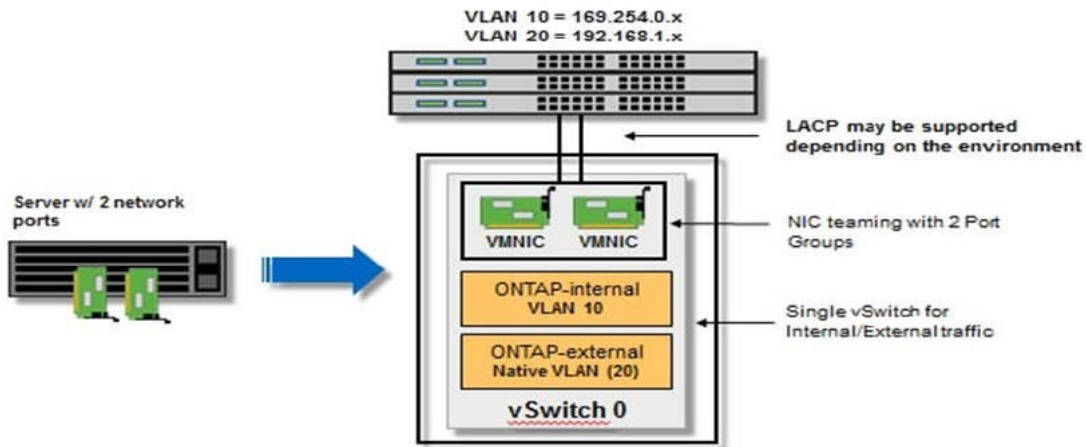 VLAN 10 = 169.254.0.x
VLAN 20 = 192.168.1.x
LACP may be supported
depending on the environment
Server w/ 2 network
ports
VMNIC
VMNIC
NIC teaming with 2 Port
Groups
ONTAP-internal
VLAN 10
Single vSwitch for
Internal/External traffic
ONTAP-external
Native VLAN (20)
vSwitch 0